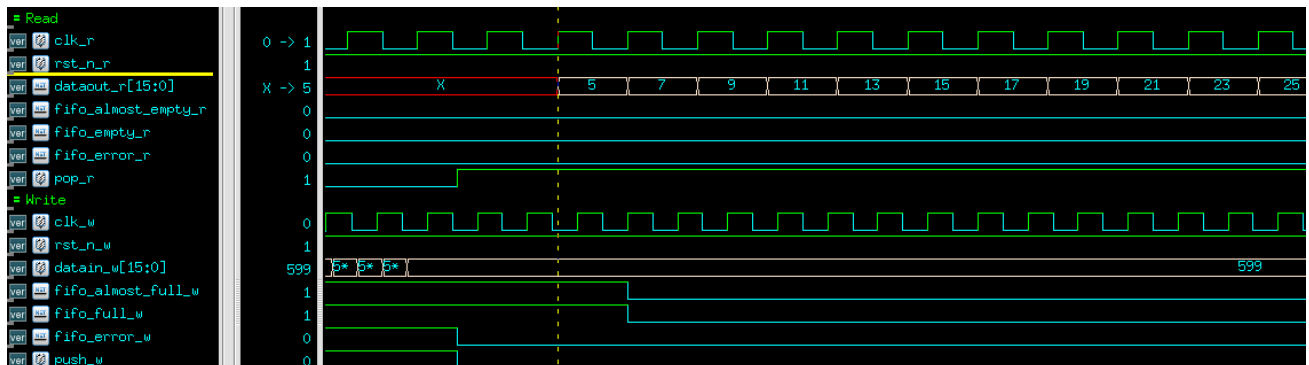 = Read
ver clk_r 0 -> 1
ver rst_n_r 1
ver dataout_r[15:0] X -> 5 X 5 7 9 11 13 15 17 19 21 23 25
ver fifo_almost_empty_r 0
ver fifo_empty_r 0
ver fifo_error_r 0
ver pop_r 1
= Write
ver clk_w 0
ver rst_n_w 1
ver datain_w[15:0] 599 5* 5* 5* 599
ver fifo_almost_full_w 1
ver fifo_full_w 1
ver fifo_error_w 0
ver push_w 0